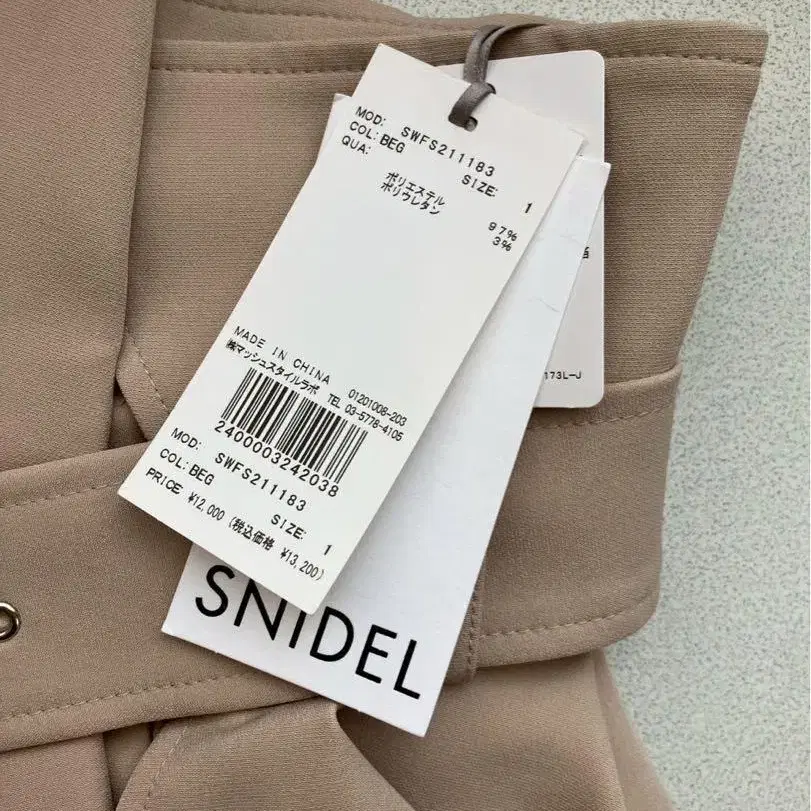 MOD: SWFS211183
COL: BEG
QUA: SIZE: 1
ポリエステル 97%
ポリウレタン 3%
MADE IN CHINA 01201006-203
㈱マッシュスタイルラボ TEL 03-5778-4105
2400003242038
MOD: SWFS211183
COL: BEG SIZE: 1
PRICE ¥12,000 (税込価格 ¥13,200)
SNIDEL
173L-J